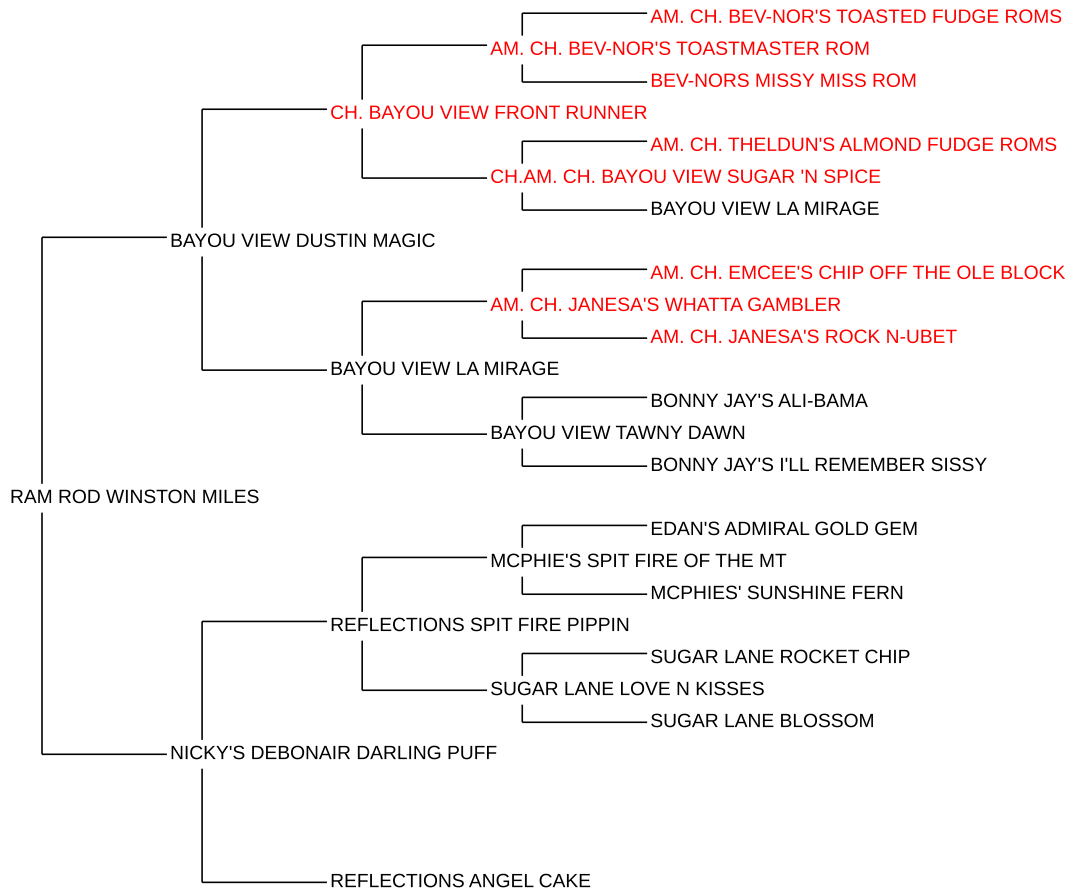 AM. CH. BEV-NOR'S TOASTED FUDGE ROMS
AM. CH. BEV-NOR'S TOASTMASTER ROM
BEV-NORS MISSY MISS ROM
CH. BAYOU VIEW FRONT RUNNER
AM. CH. THELDUN'S ALMOND FUDGE ROMS
CH.AM. CH. BAYOU VIEW SUGAR 'N SPICE
BAYOU VIEW LA MIRAGE
BAYOU VIEW DUSTIN MAGIC
AM. CH. EMCEE'S CHIP OFF THE OLE BLOCK
AM. CH. JANESA'S WHATTA GAMBLER
AM. CH. JANESA'S ROCK N-UBET
BAYOU VIEW LA MIRAGE
BONNY JAY'S ALI-BAMA
BAYOU VIEW TAWNY DAWN
BONNY JAY'S I'LL REMEMBER SISSY
RAM ROD WINSTON MILES
EDAN'S ADMIRAL GOLD GEM
MCPHIE'S SPIT FIRE OF THE MT
MCPHIES' SUNSHINE FERN
REFLECTIONS SPIT FIRE PIPPIN
SUGAR LANE ROCKET CHIP
SUGAR LANE LOVE N KISSES
SUGAR LANE BLOSSOM
NICKY'S DEBONAIR DARLING PUFF
REFLECTIONS ANGEL CAKE